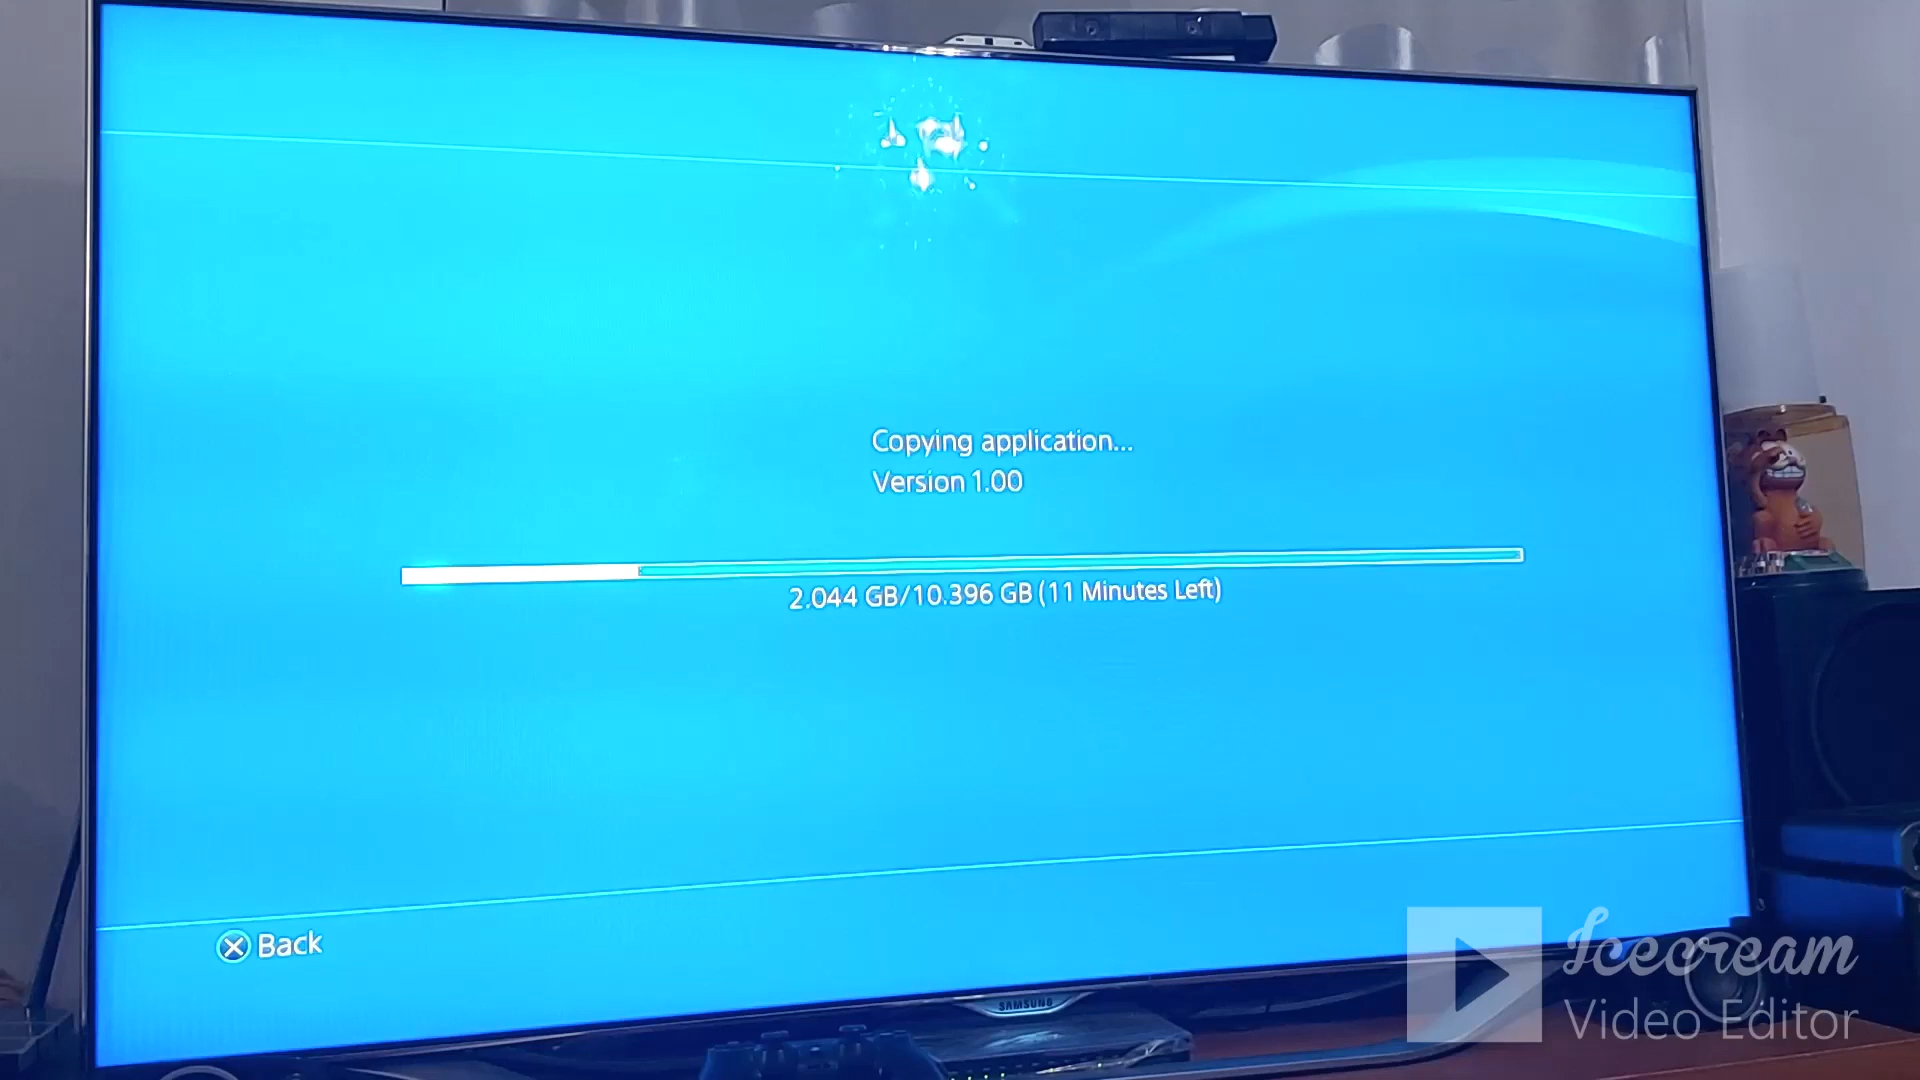 Copying application...
Version 1.00
2.044 GB/10.396 GB (11 Minutes Left)
Back
SAMSUNG
Icecream
Video Editor